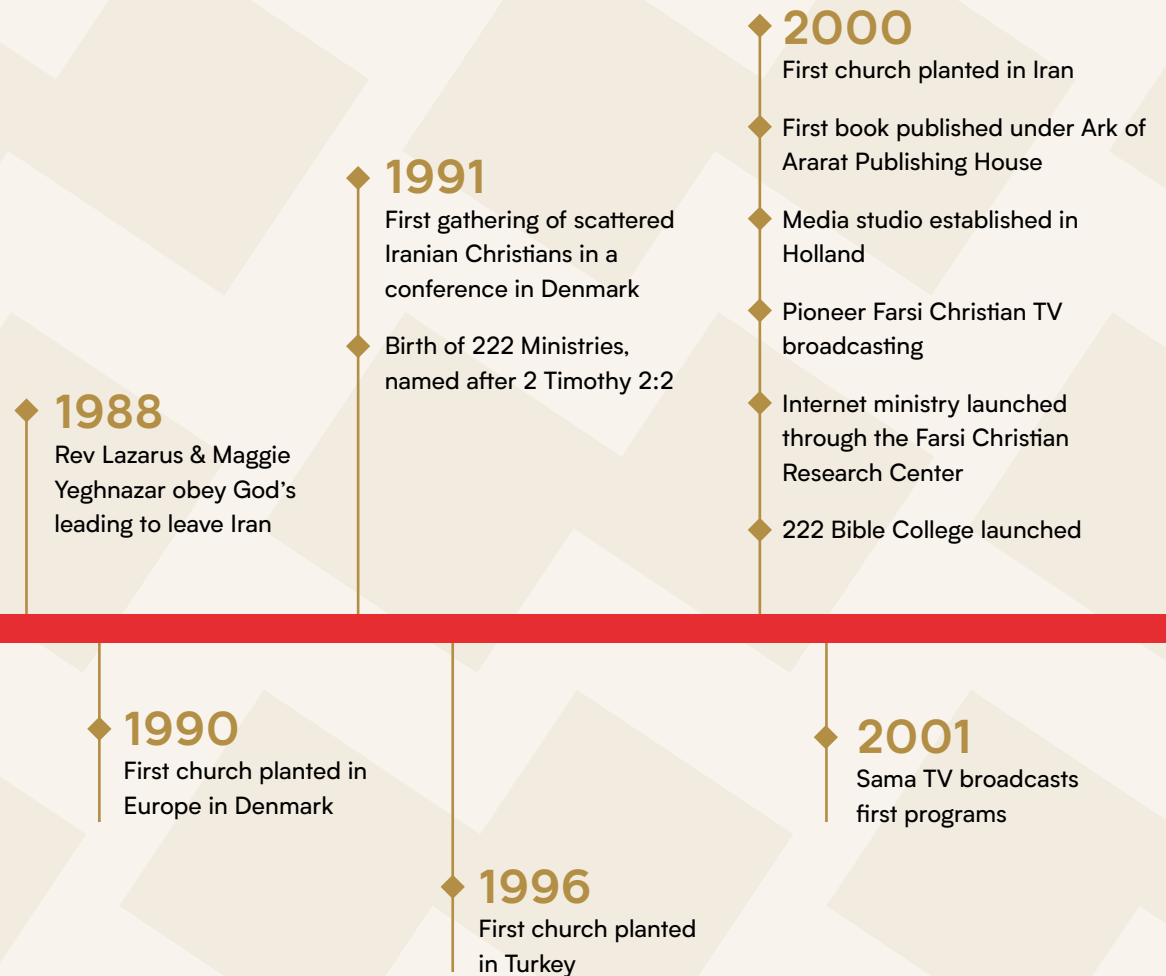 1988
Rev Lazarus & Maggie
Yeghnazar obey God’s
leading to leave Iran
1990
First church planted in
Europe in Denmark
1991
First gathering of scattered
Iranian Christians in a
conference in Denmark
Birth of 222 Ministries,
named after 2 Timothy 2:2
1996
First church planted
in Turkey
2000
First church planted in Iran
First book published under Ark of
Ararat Publishing House
Media studio established in
Holland
Pioneer Farsi Christian TV
broadcasting
Internet ministry launched
through the Farsi Christian
Research Center
222 Bible College launched
2001
Sama TV broadcasts
first programs